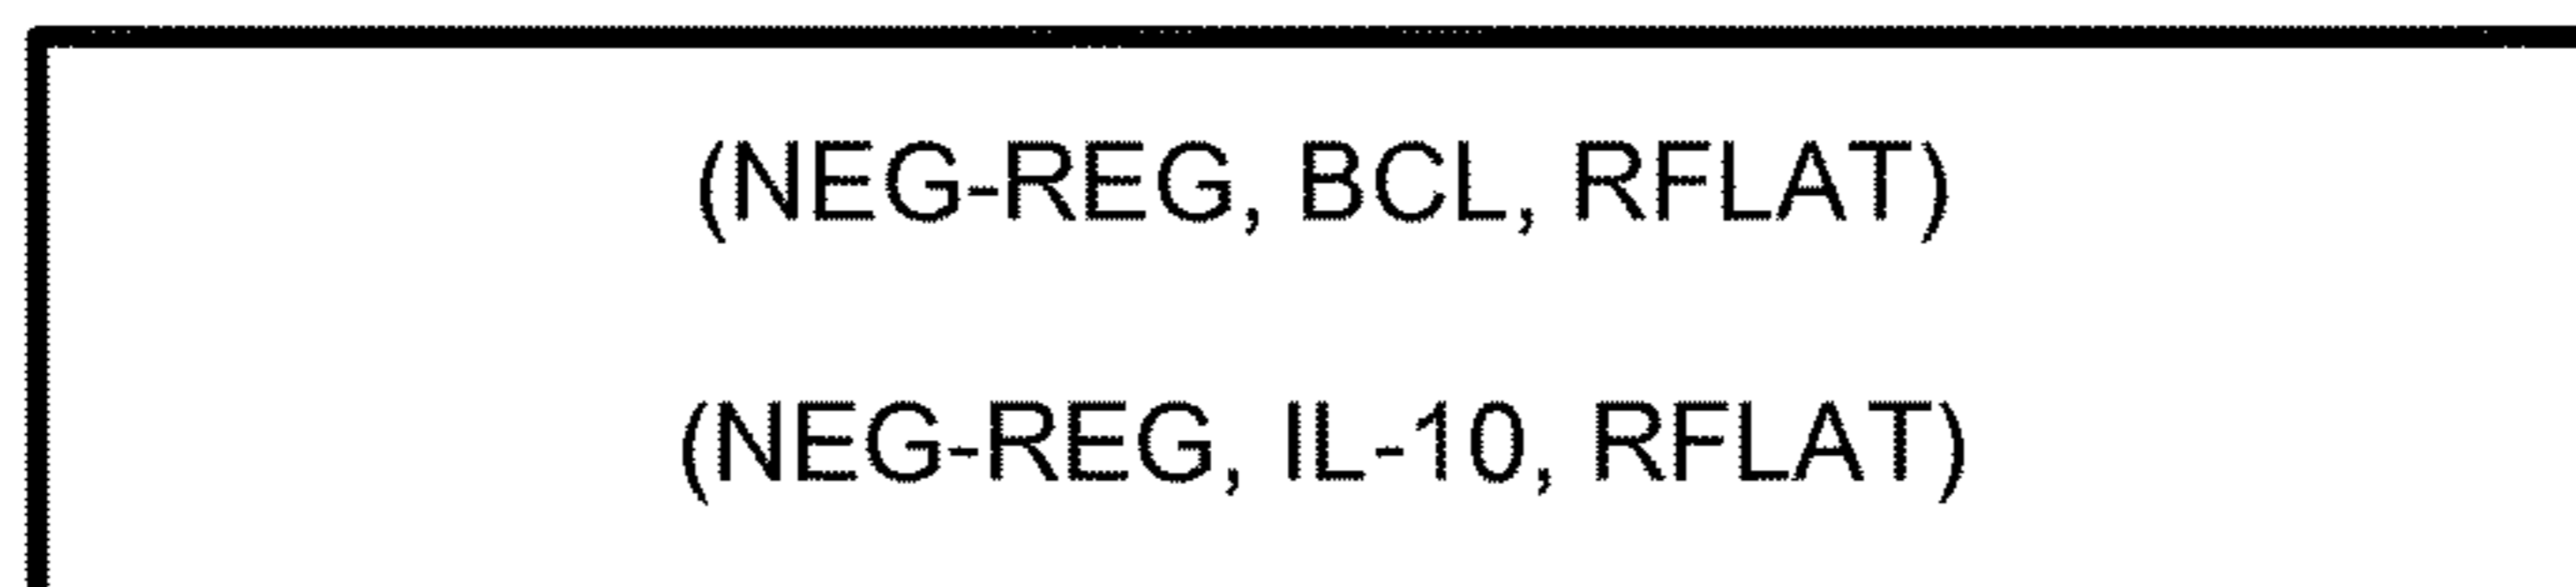 (NEG-REG, BCL, RFLAT)
(NEG-REG, IL-10, RFLAT)